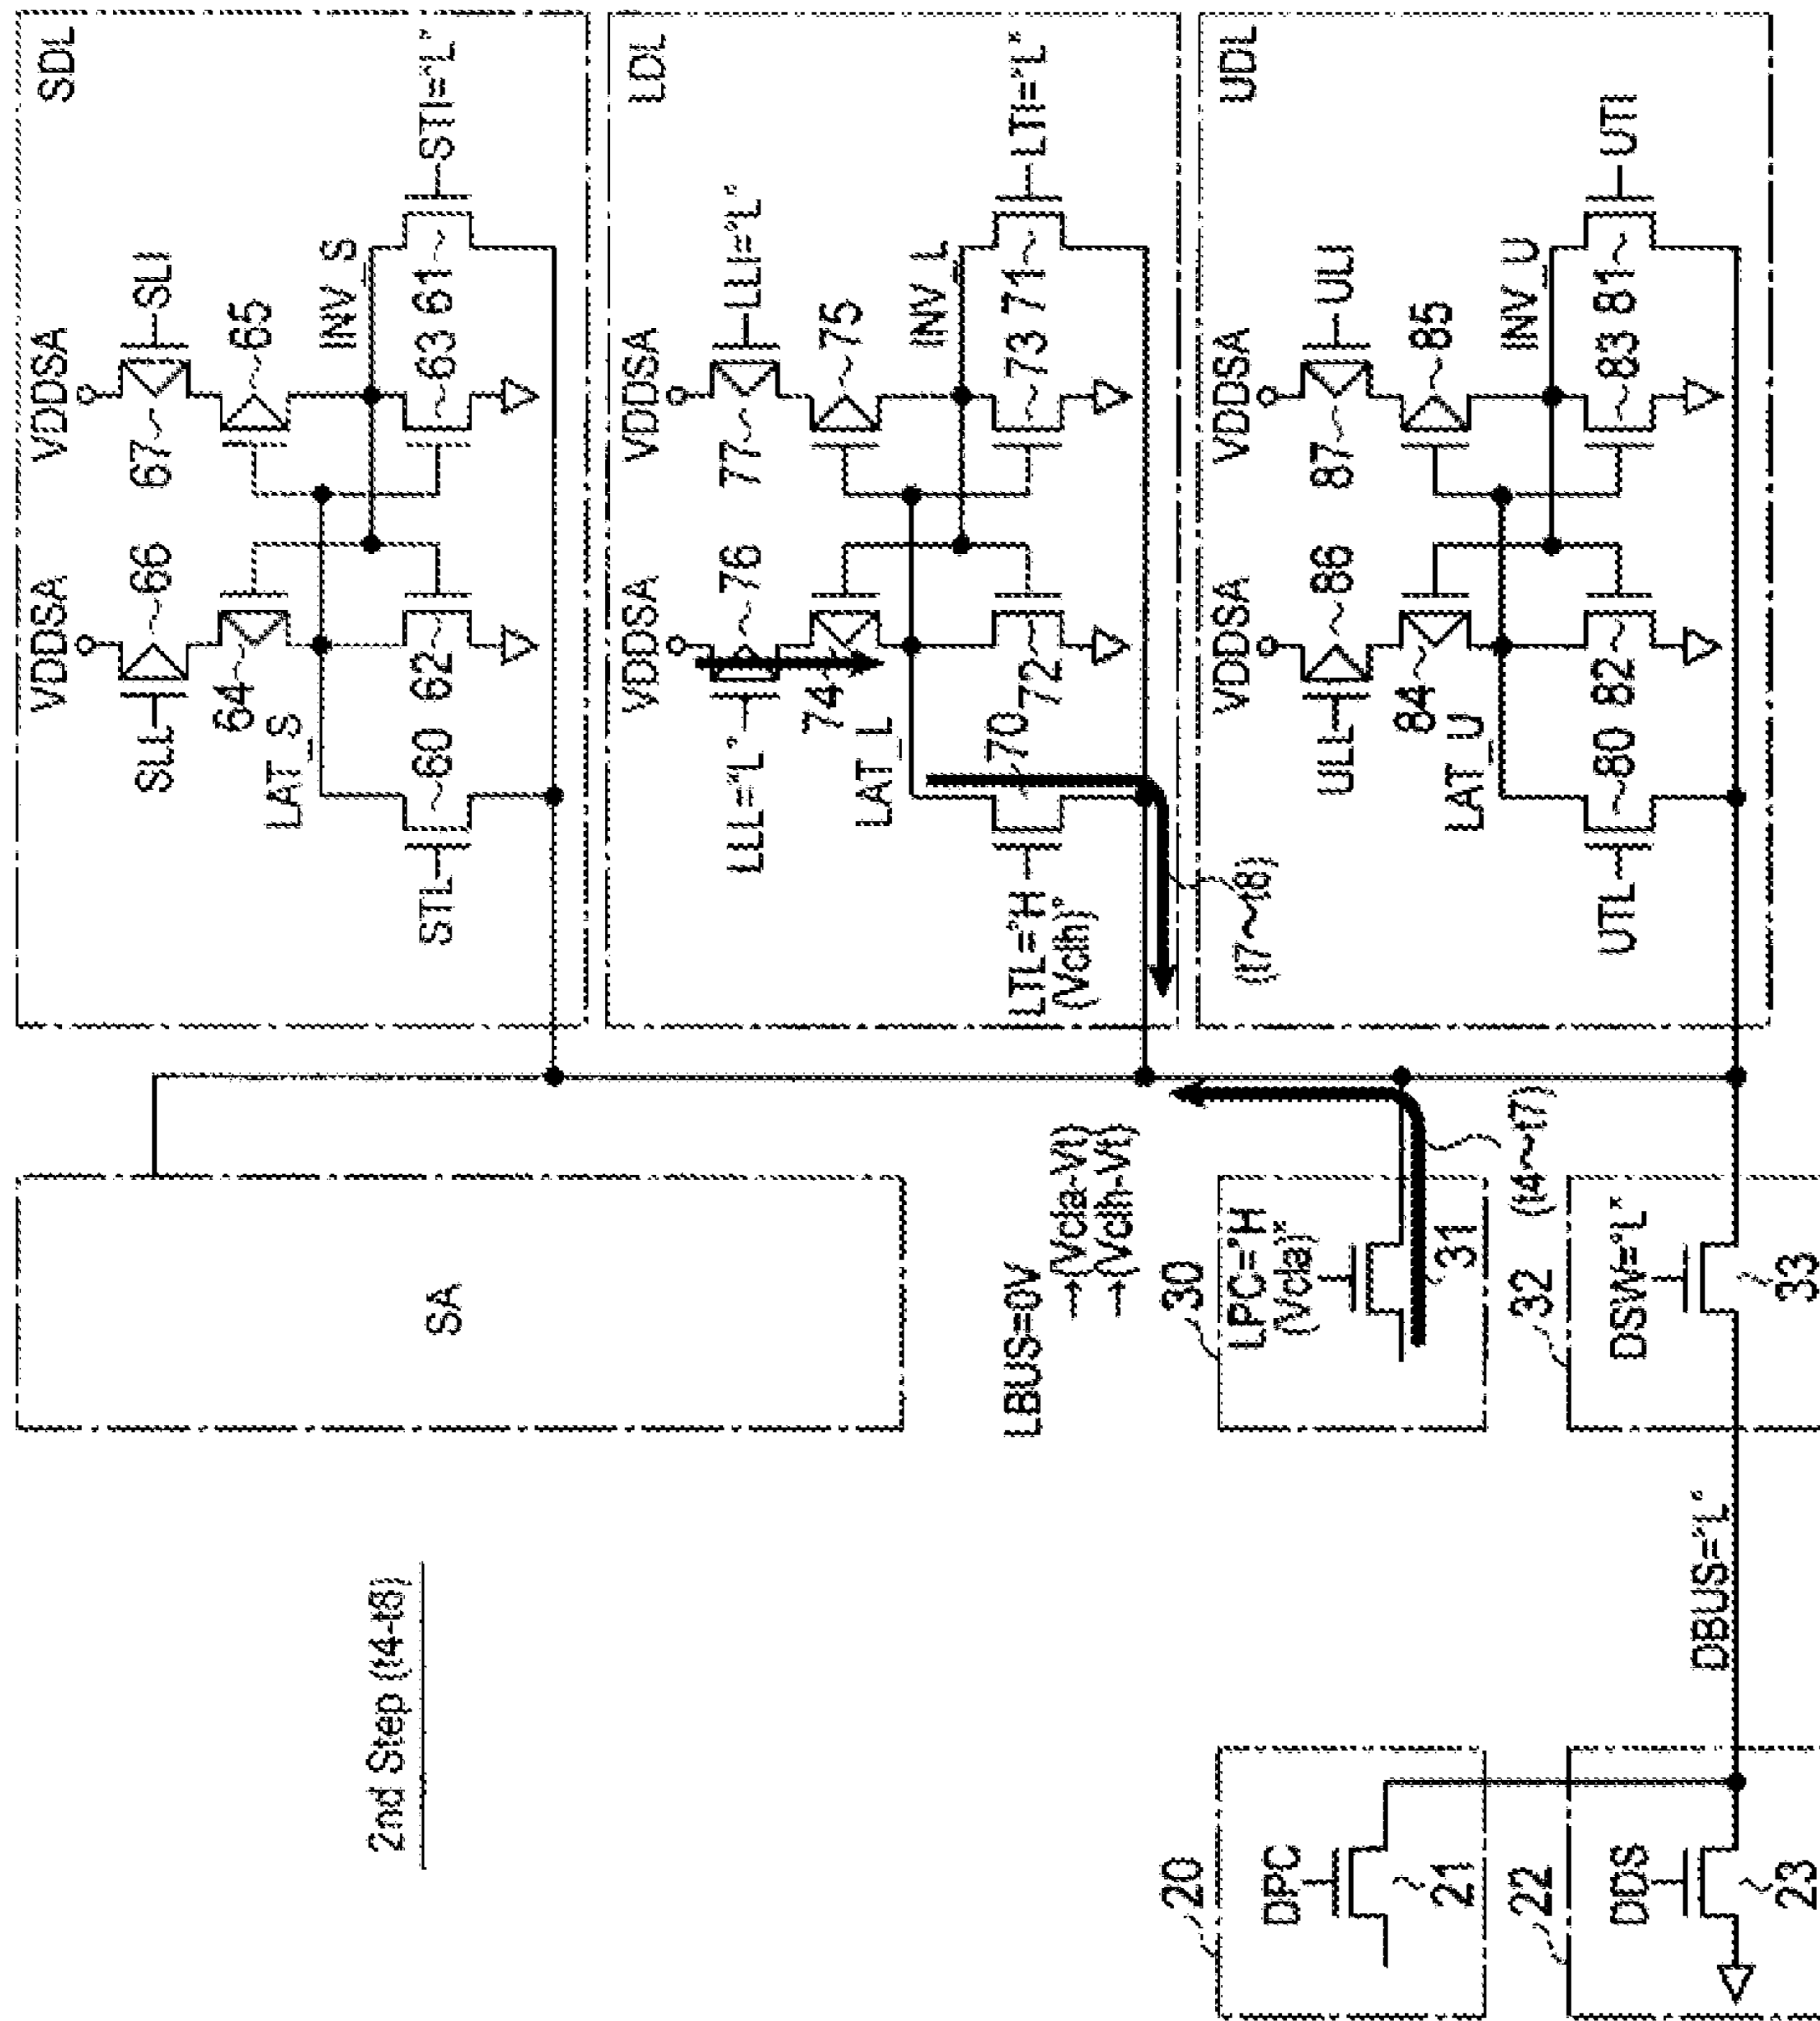 2nd Step (t4-t8)
SA
SDL
VDDSA
VDDSA
SLL
66
67
SLI
64
65
LAT_S
INV_S
STL
60
62
63
61
STI="L"
LDL
VDDSA
VDDSA
LLL="L"
76
77
LLI="L"
74
75
LAT_L
INV_L
LTL="H
(Vclh)"
70
72
73
71
LTI="L"
(t7~t8)
UDL
VDDSA
VDDSA
ULL
86
87
ULI
84
85
LAT_U
INV_U
UTL
80
82
83
81
UTI
LBUS=0V
→(Vcla-Vt)
→(Vclh-Vt)
30
LPC="H
(Vcla)"
31
(t4~t7)
32
DSW="L"
33
DBUS="L"
20
DPC
21
22
DDS
23